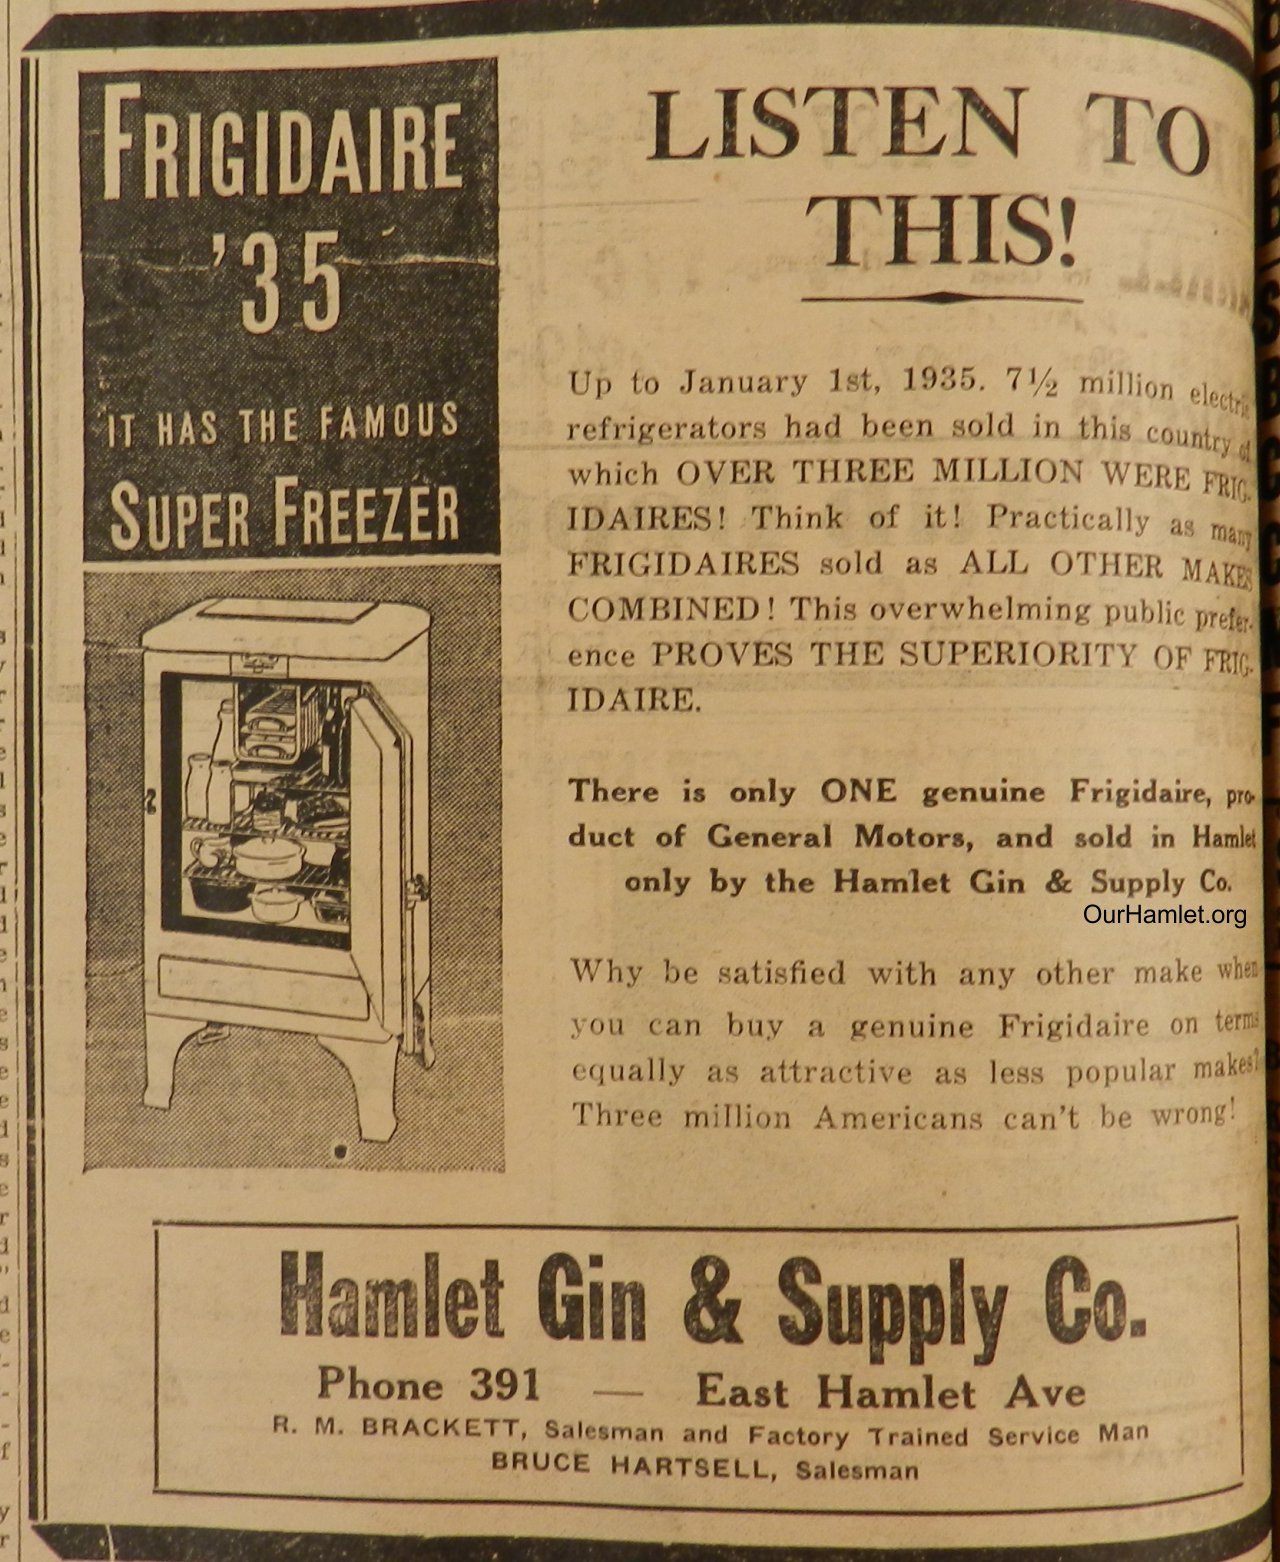 FRIGIDAIRE
'35
IT HAS THE FAMOUS
SUPER FREEZER
LISTEN TO
THIS!
Up to January 1st, 1935. 7½ million electric
refrigerators had been sold in this country of
which OVER THREE MILLION WERE FRIG-
IDAIRES! Think of it! Practically as many
FRIGIDAIRES sold as ALL OTHER MAKES
COMBINED! This overwhelming public prefer-
ence PROVES THE SUPERIORITY OF FRIG-
IDAIRE.
There is only ONE genuine Frigidaire, pro-
duct of General Motors, and sold in Hamlet
only by the Hamlet Gin & Supply Co.
OurHamlet.org
Why be satisfied with any other make when
you can buy a genuine Frigidaire on terms
equally as attractive as less popular makes?
Three million Americans can't be wrong!
Hamlet Gin & Supply Co.
Phone 391 — East Hamlet Ave
R. M. BRACKETT, Salesman and Factory Trained Service Man
BRUCE HARTSELL, Salesman